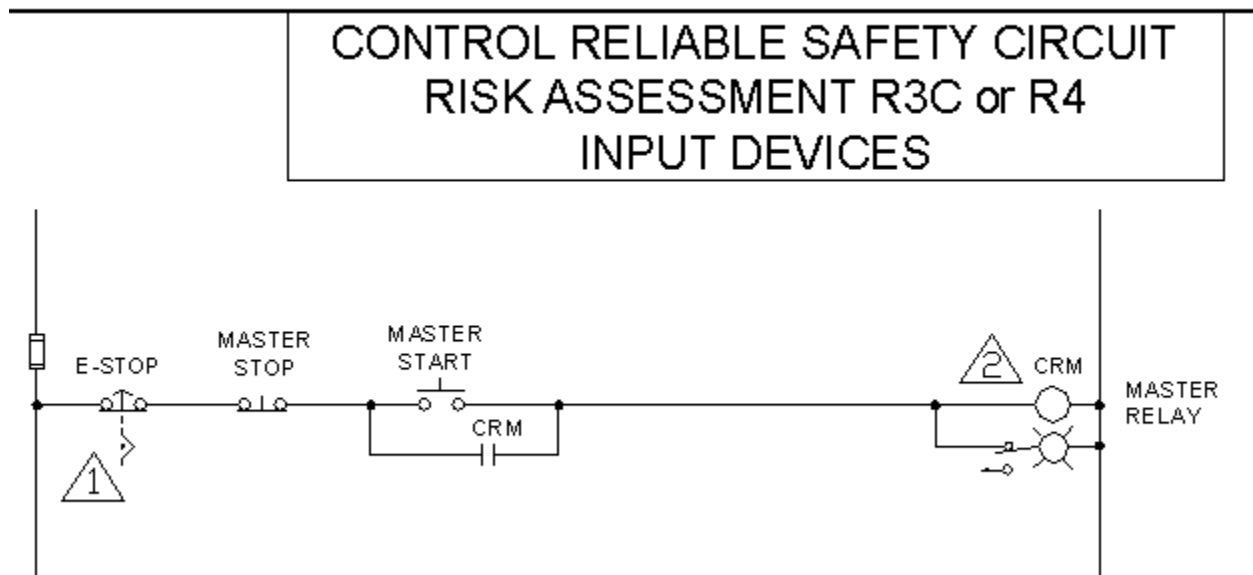 CONTROL RELIABLE SAFETY CIRCUIT
RISK ASSESSMENT R3C or R4
INPUT DEVICES
E-STOP
MASTER
STOP
MASTER
START
CRM
2
CRM
MASTER
RELAY
1